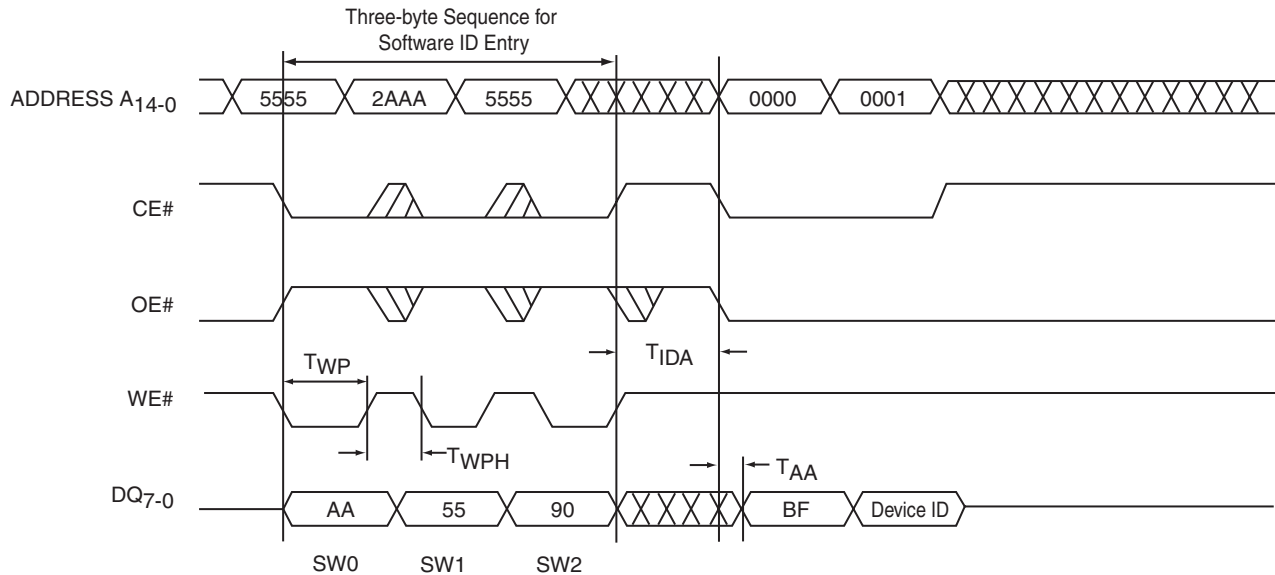 Three-byte Sequence for
Software ID Entry
ADDRESS A14-0
5555
2AAA
5555
0000
0001
CE#
OE#
TWP
TIDA
WE#
TWPH
TAA
DQ7-0
AA
55
90
BF
Device ID
SW0
SW1
SW2